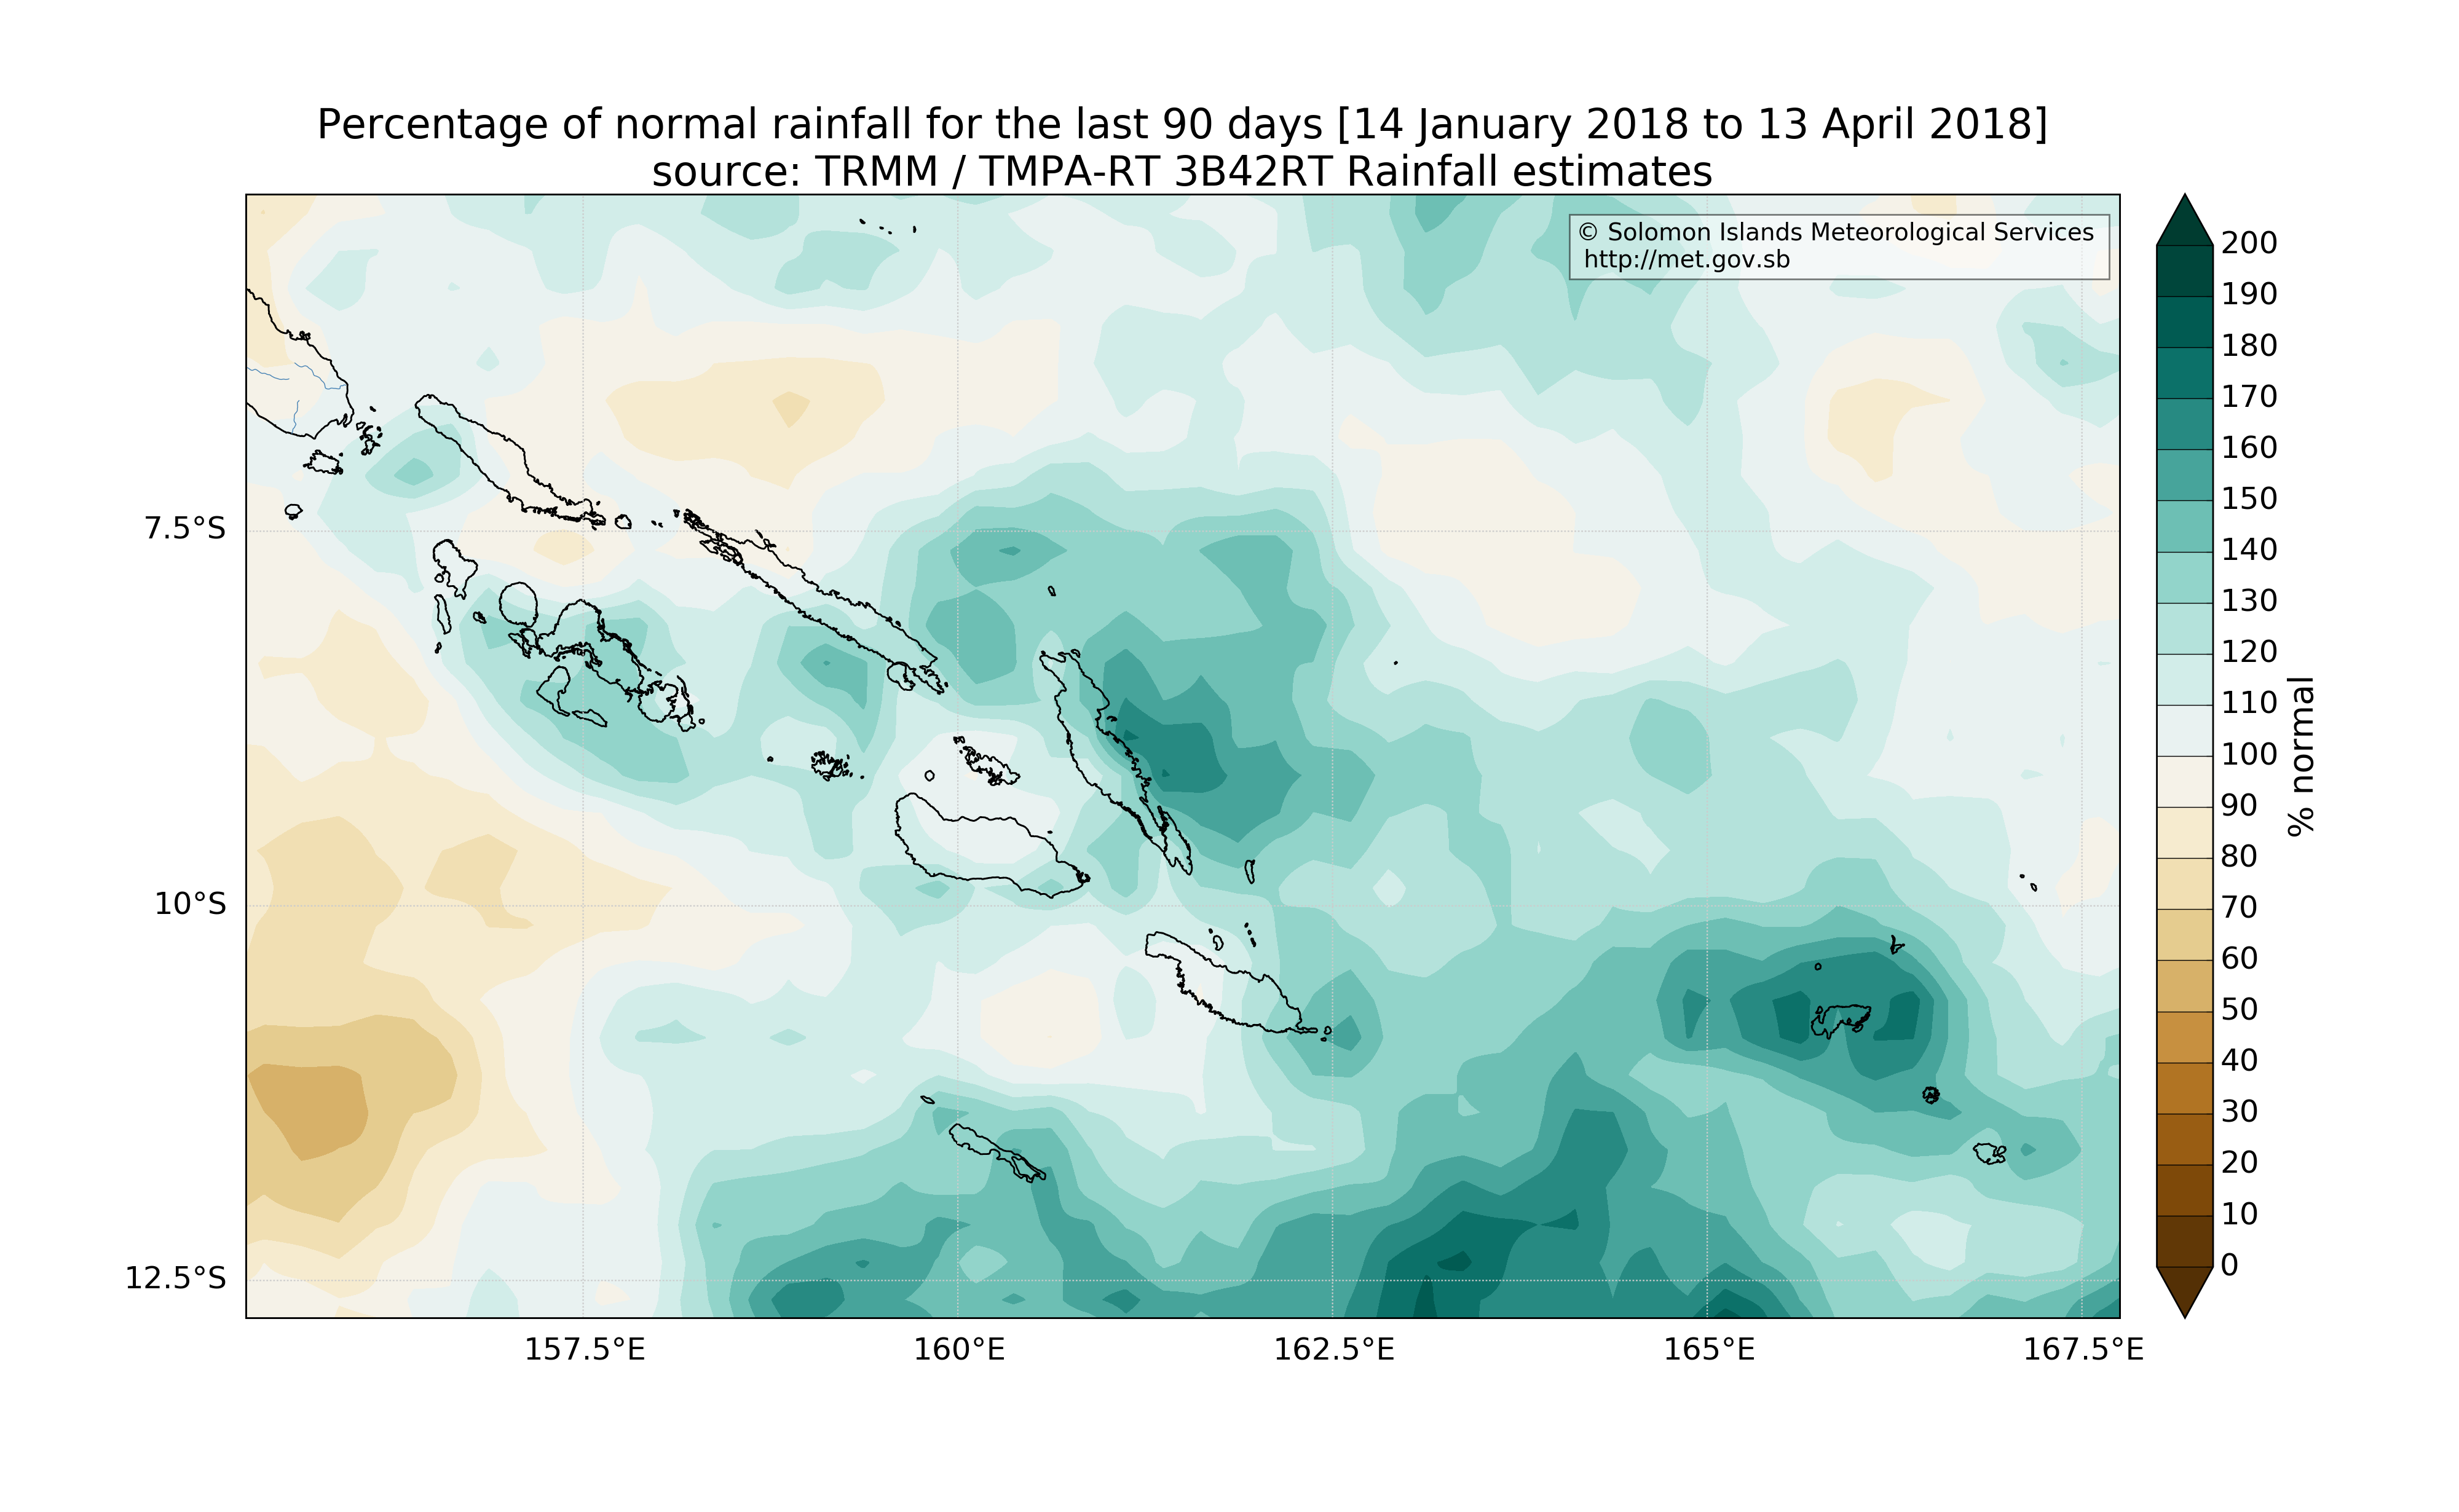 Percentage of normal rainfall for the last 90 days [14 January 2018 to 13 April 2018]
source: TRMM / TMPA-RT 3B42RT Rainfall estimates
© Solomon Islands Meteorological Services
http://met.gov.sb
7.5°S
10°S
12.5°S
157.5°E
160°E
162.5°E
165°E
167.5°E
200
190
180
170
160
150
140
130
120
110
100
90
80
70
60
50
40
30
20
10
0
% normal